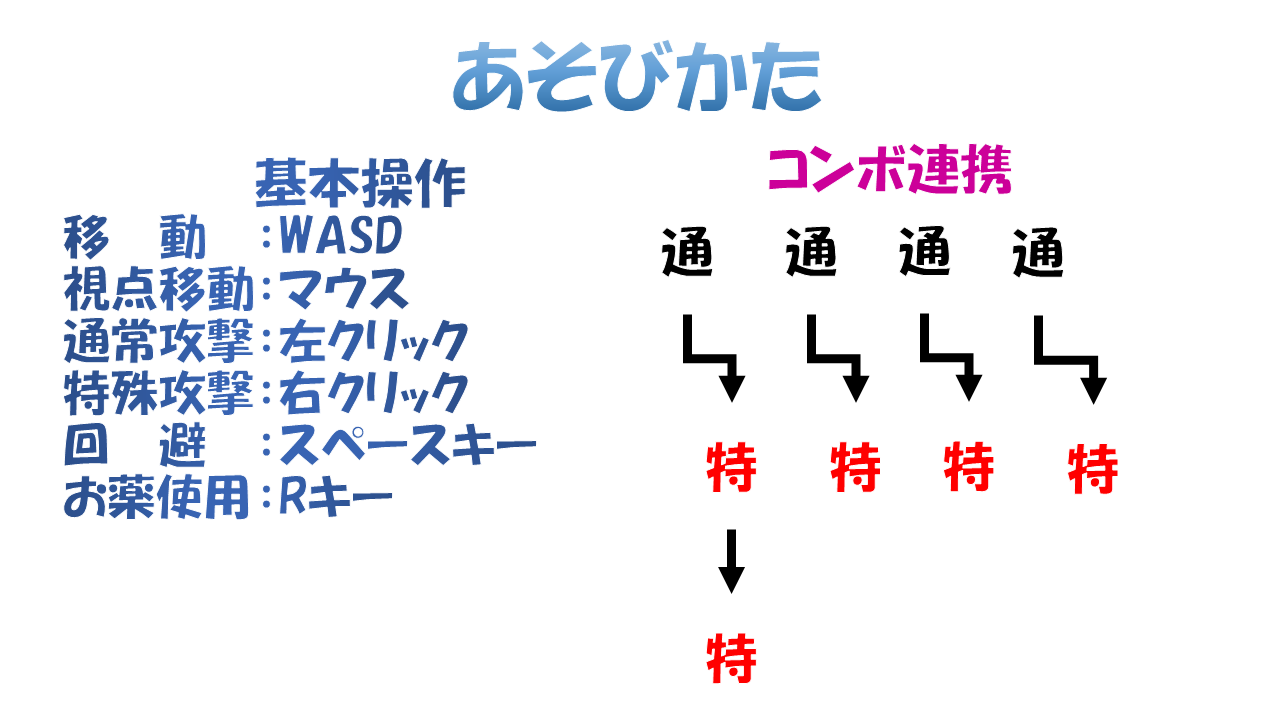 あそびかた
基本操作
移　動　：WASD
視点移動：マウス
通常攻撃：左クリック
特殊攻撃：右クリック
回　避　：スペースキー
お薬使用：Rキー
コンボ連携
通　通　通　通
特　特　特　特
特